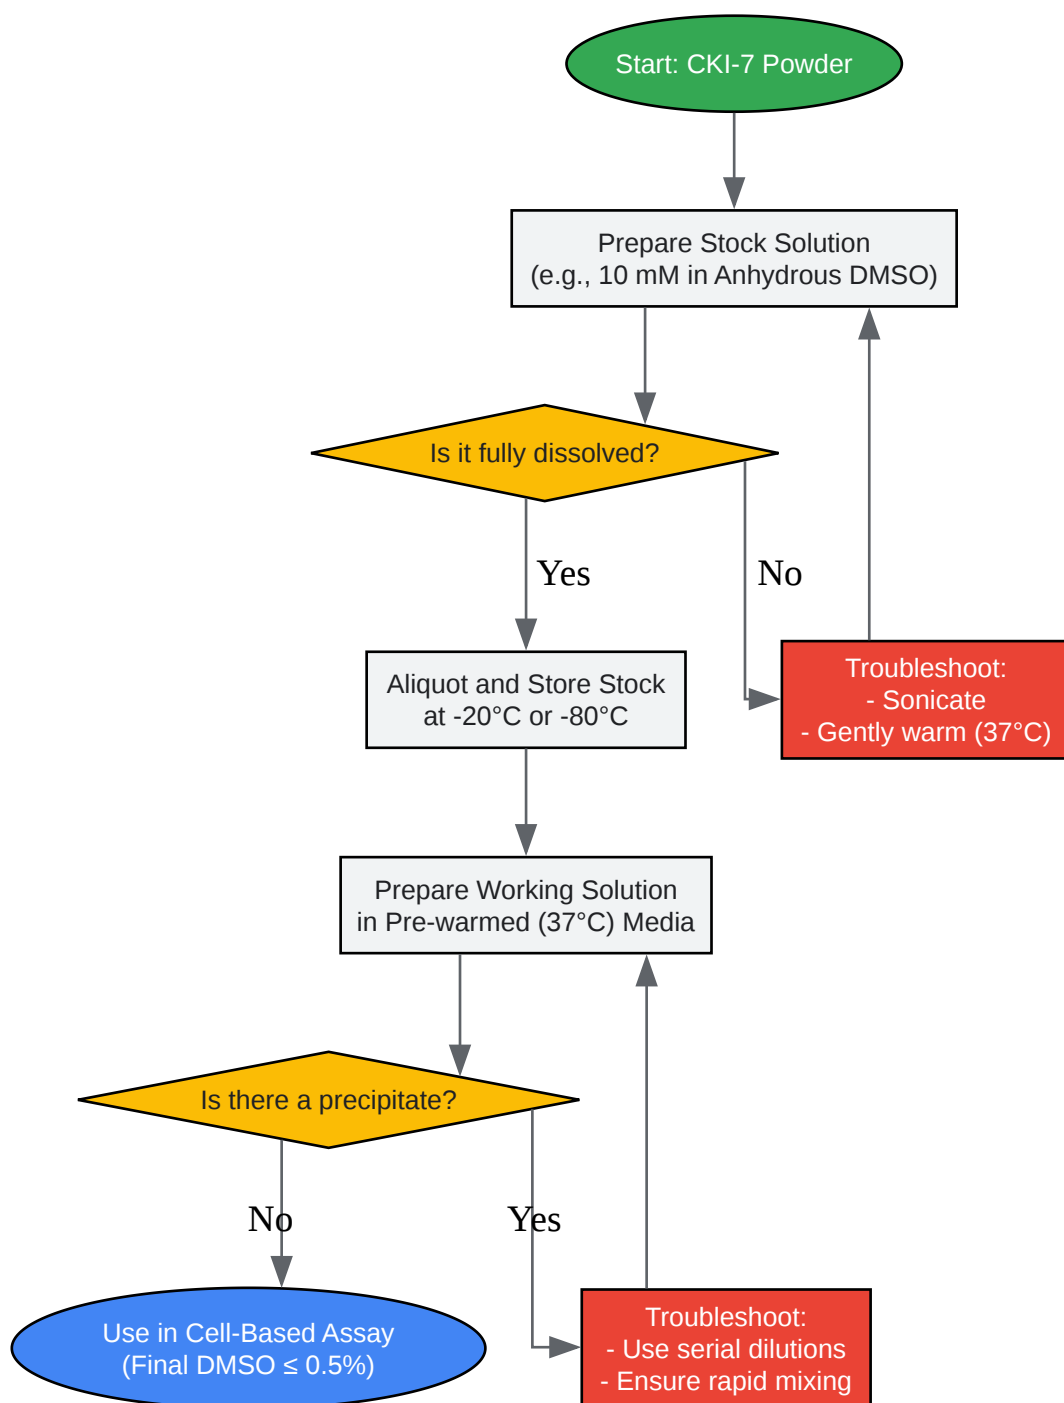 Start: CKI-7 Powder
Prepare Stock Solution
(e.g., 10 mM in Anhydrous DMSO)
Is it fully dissolved?
Yes
No
Aliquot and Store Stock
at -20°C or -80°C
Troubleshoot:
- Sonicate
- Gently warm (37°C)
Prepare Working Solution
in Pre-warmed (37°C) Media
Is there a precipitate?
No
Yes
Use in Cell-Based Assay
(Final DMSO ≤ 0.5%)
Troubleshoot:
- Use serial dilutions
- Ensure rapid mixing